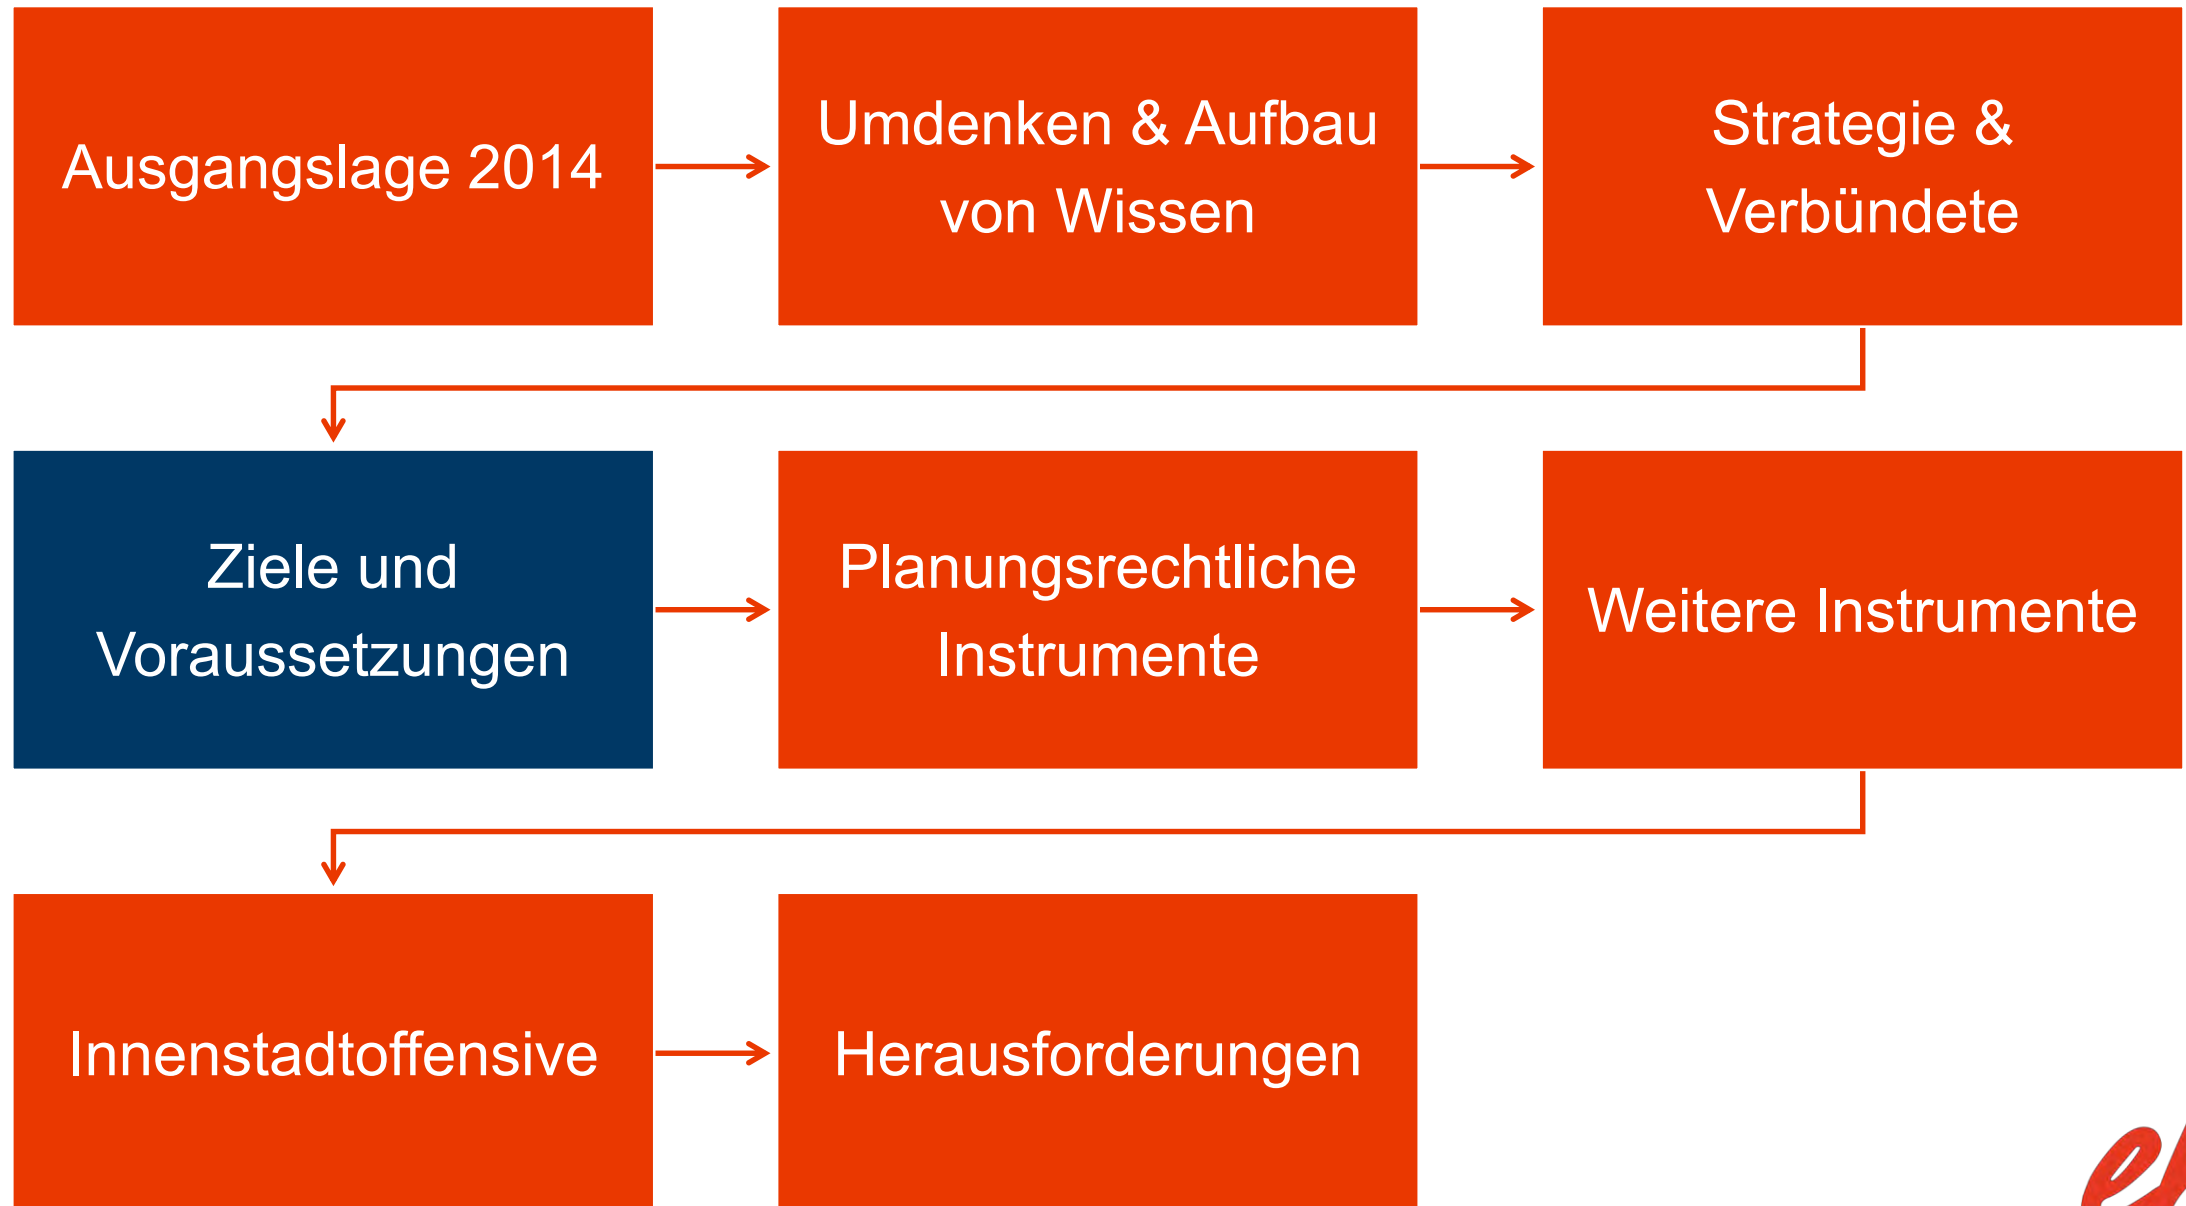 Ausgangslage 2014
Umdenken & Aufbau
von Wissen
Strategie &
Verbündete
Ziele und
Voraussetzungen
Planungsrechtliche
Instrumente
Weitere Instrumente
Innenstadtoffensive
Herausforderungen